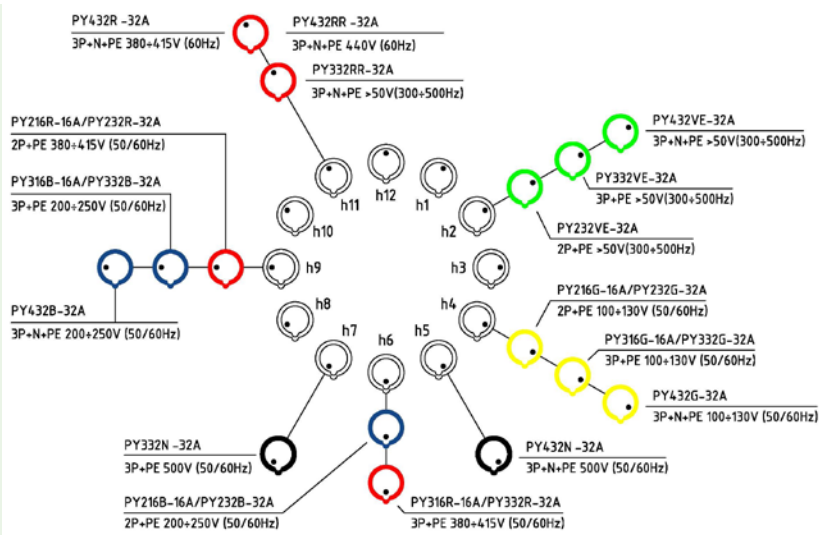 PY432R -32A
3P+N+PE 380÷415V (60Hz)
PY432RR -32A
3P+N+PE 440V (60Hz)
PY332RR-32A
3P+N+PE >50V(300÷500Hz)
PY216R-16A/PY232R-32A
2P+PE 380÷415V (50/60Hz)
PY316B-16A/PY332B-32A
3P+PE 200÷250V (50/60Hz)
PY432B-32A
3P+N+PE 200÷250V (50/60Hz)
PY432VE-32A
3P+N+PE >50V(300÷500Hz)
PY332VE-32A
3P+PE >50V(300÷500Hz)
PY232VE-32A
2P+PE >50V(300÷500Hz)
h12
h11
h1
h10
h2
h9
h3
h8
h4
h7
h6
h5
PY216G-16A/PY232G-32A
2P+PE 100÷130V (50/60Hz)
PY316G-16A/PY332G-32A
3P+PE 100÷130V (50/60Hz)
PY432G-32A
3P+N+PE 100÷130V (50/60Hz)
PY332N -32A
3P+PE 500V (50/60Hz)
PY432N -32A
3P+N+PE 500V (50/60Hz)
PY216B-16A/PY232B-32A
2P+PE 200÷250V (50/60Hz)
PY316R-16A/PY332R-32A
3P+PE 380÷415V (50/60Hz)